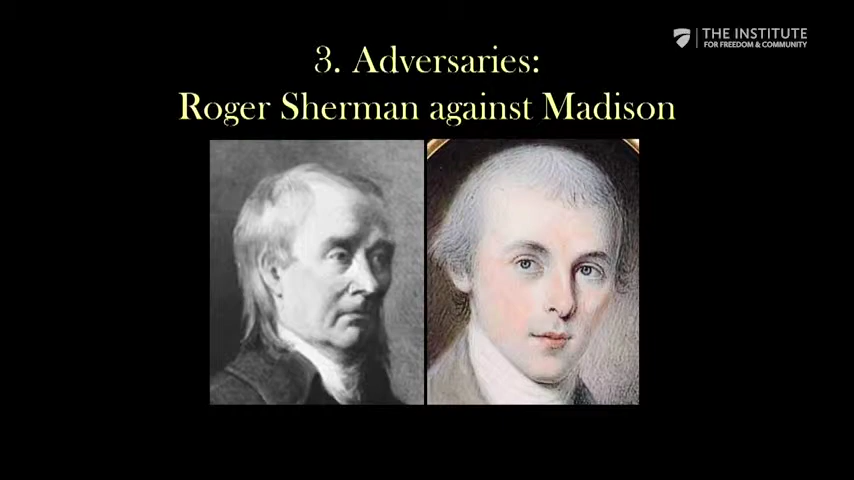 THE INSTITUTE
FOR FREEDOM & COMMUNITY
3. Adversaries:
Roger Sherman against Madison